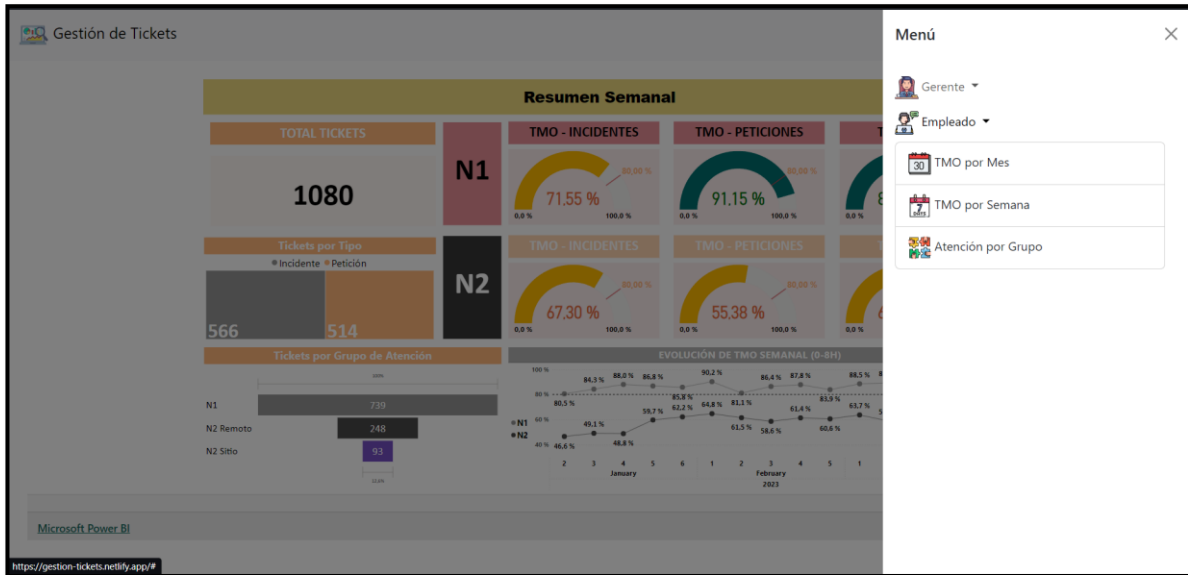 Gestión de Tickets
Menú
Gerente
Empleado
TMO por Mes
TMO por Semana
Atención por Grupo
Resumen Semanal
TOTAL TICKETS
1080
N1
TMO - INCIDENTES
80,00 %
71,55 %
0,0 %
100,0 %
TMO - PETICIONES
80,00 %
91,15 %
0,0 %
100,0 %
T
8
0,0 %
Tickets por Tipo
Incidente Petición
566
514
N2
TMO - INCIDENTES
80,00 %
67,30 %
0,0 %
100,0 %
TMO - PETICIONES
80,00 %
55,38 %
0,0 %
100,0 %
0,0 %
Tickets por Grupo de Atención
100%
N1
739
N2 Remoto
248
N2 Sitio
93
EVOLUCIÓN DE TMO SEMANAL (0-8H)
N1
N2
100 %
80 %
60 %
40 %
80,5 % 84,3 % 88,0 % 86,8 % 85,8 % 90,2 % 81,1 % 86,4 % 87,8 % 83,9 % 88,5 % 8
46,6 % 49,1 % 48,8 % 59,7 % 62,2 % 64,8 % 61,5 % 58,6 % 61,4 % 60,6 % 63,7 % 5
2 3 4 5 6 1 2 3 4 5 1
January February
2023
Microsoft Power BI
https://gestion-tickets.netlify.app/#